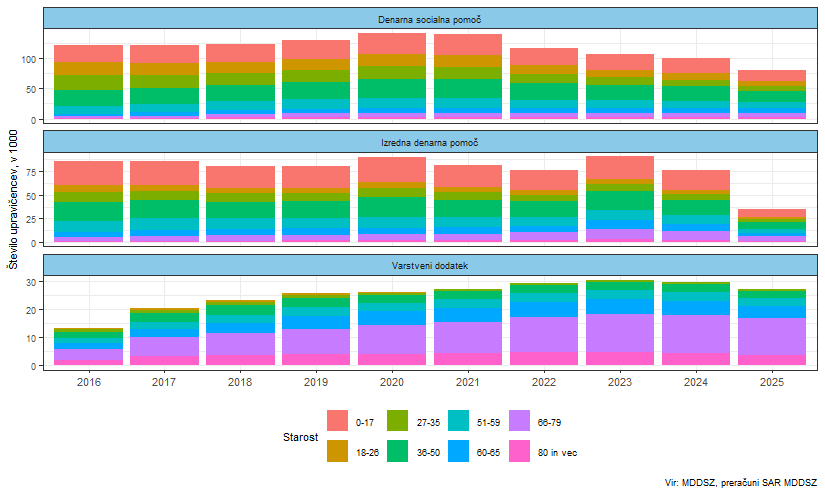 Denarna socialna pomoč
100
50
0
Izredna denarna pomoč
75
50
25
0
Varstveni dodatek
30
20
10
0
Število upravičencev, v 1000
2016 2017 2018 2019 2020 2021 2022 2023 2024 2025
Starost
0-17 27-35 51-59 66-79
18-26 36-50 60-65 80 in vec
Vir: MDDSZ, preračuni SAR MDDSZ